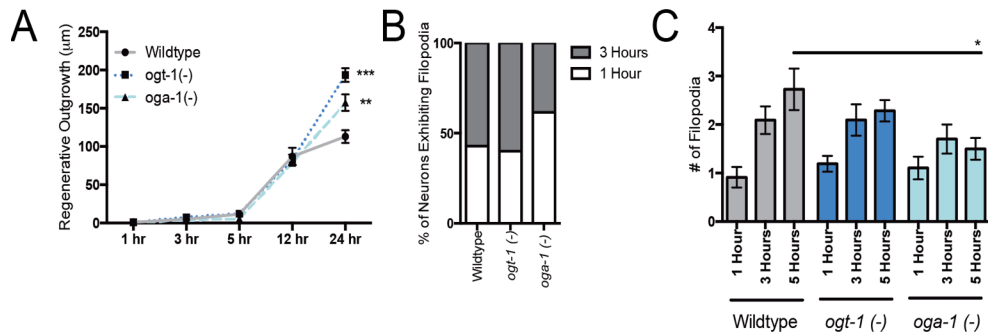 A
Regenerative Outgrowth (μm)
250
200
150
100
50
0
1 hr 3 hr 5 hr 12 hr 24 hr
Wildtype
ogt-1(-)
oga-1(-)
***
**
B
% of Neurons Exhibiting Filopodia
100
50
0
Wildtype
ogt-1 (-)
oga-1 (-)
3 Hours
1 Hour
C
# of Filopodia
4
3
2
1
0
*
1 Hour
3 Hours
5 Hours
1 Hour
3 Hours
5 Hours
1 Hour
3 Hours
5 Hours
Wildtype ogt-1 (-) oga-1 (-)